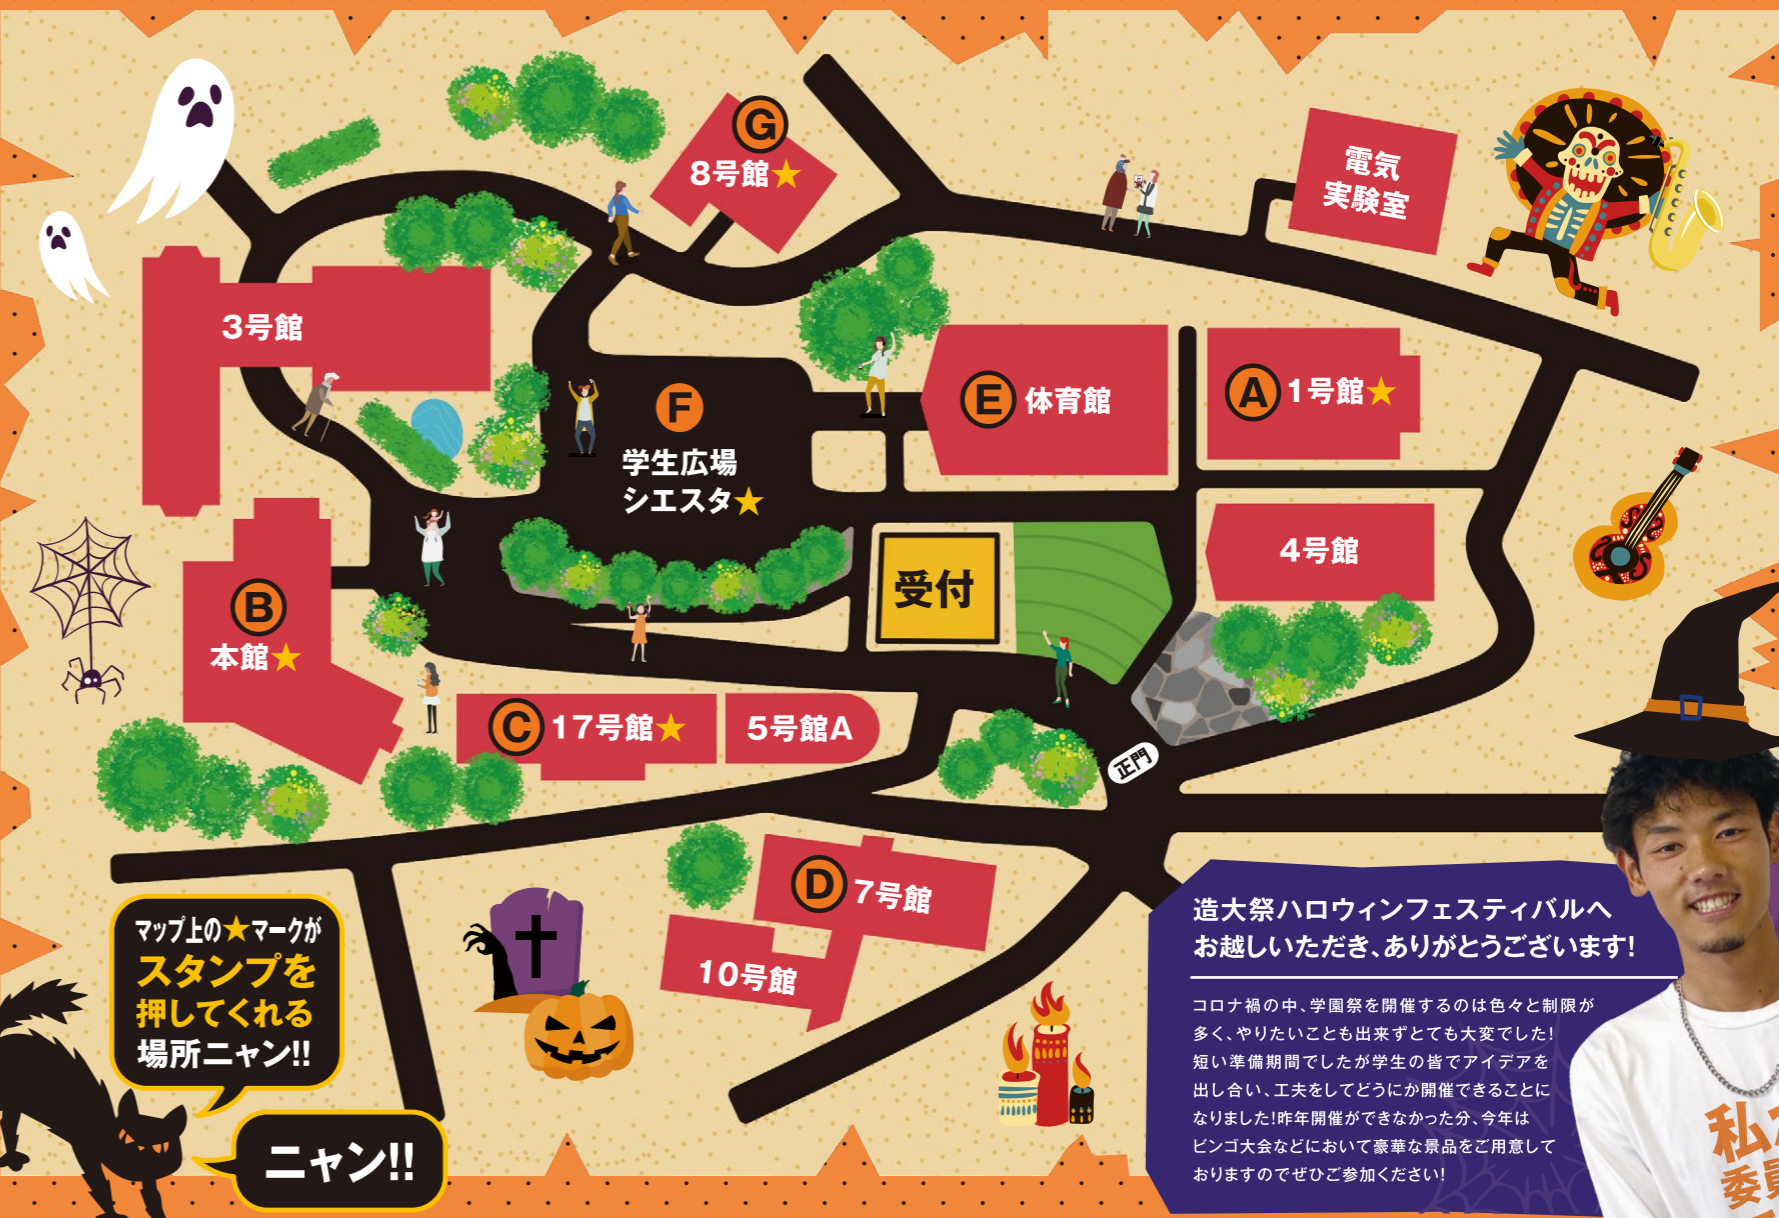 G
8号館★
電気
実験室
3号館
F
学生広場
シエスタ★
E 体育館
A 1号館★
4号館
受付
B
本館★
C 17号館★
5号館A
正門
D 7号館
10号館
マップ上の★マークが
スタンプを
押してくれる
場所ニャン!!
ニャン!!
造大祭ハロウィンフェスティバルへ
お越しいただき、ありがとうございます!
コロナ禍の中、学園祭を開催するのは色々と制限が
多く、やりたいことも出来ずとても大変でした!
短い準備期間でしたが学生の皆でアイデアを
出し合い、工夫をしてどうにか開催できることに
なりました!昨年開催ができなかった分、今年は
ビンゴ大会などにおいて豪華な景品をご用意して
おりますのでぜひご参加ください!
私
委員